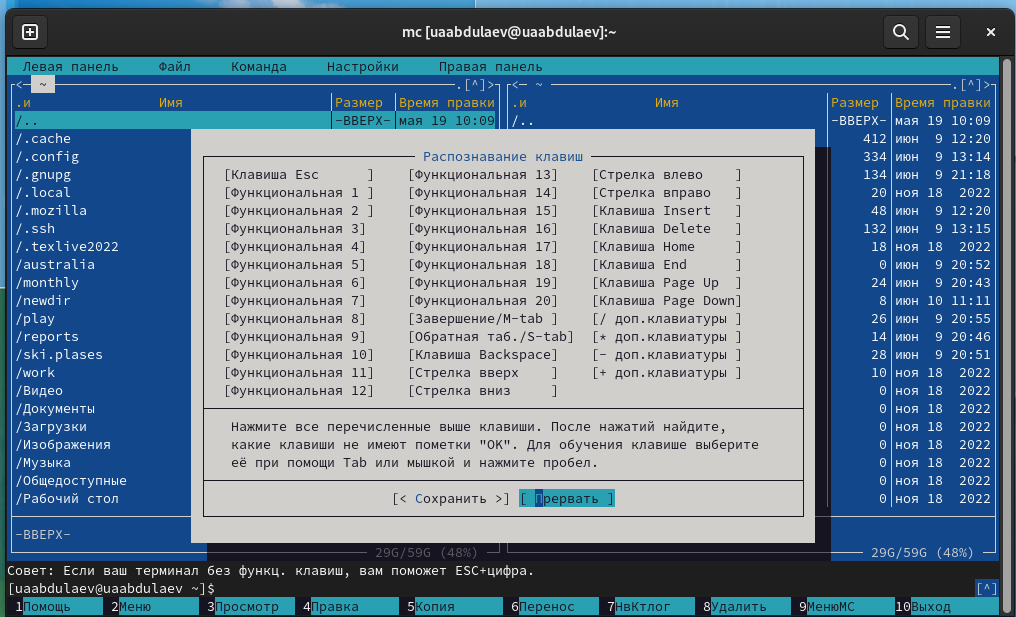 mc [uaabdulaev@uaabdulaev]:~
Левая панель Файл Команда Настройки Правая панель
<─ ~ .[^]> <─ ~ .[^]>
.и Имя Размер Время правки .и Имя Размер Время правки
/.. -ВВЕРХ- мая 19 10:09 /.. -ВВЕРХ- мая 19 10:09
/.cache 412 июн 9 12:20
/.config Распознавание клавиш 334 июн 9 13:14
/.gnupg [Клавиша Esc ] [Функциональная 13] [Стрелка влево ] 134 июн 9 21:18
/.local [Функциональная 1 ] [Функциональная 14] [Стрелка вправо ] 20 ноя 18 2022
/.mozilla [Функциональная 2 ] [Функциональная 15] [Клавиша Insert ] 48 июн 9 12:20
/.ssh [Функциональная 3] [Функциональная 16] [Клавиша Delete ] 132 июн 9 13:15
/.texlive2022 [Функциональная 4] [Функциональная 17] [Клавиша Home ] 18 ноя 18 2022
/australia [Функциональная 5] [Функциональная 18] [Клавиша End ] 0 июн 9 20:52
/monthly [Функциональная 6] [Функциональная 19] [Клавиша Page Up ] 24 июн 9 20:43
/newdir [Функциональная 7] [Функциональная 20] [Клавиша Page Down] 8 июн 10 11:11
/play [Функциональная 8] [Завершение/M-tab ] [/ доп.клавиатуры ] 26 июн 9 20:55
/reports [Функциональная 9] [Обратная таб./S-tab] [* доп.клавиатуры ] 14 июн 9 20:46
/ski.plases [Функциональная 10] [Клавиша Backspace] [- доп.клавиатуры ] 28 июн 9 20:51
/work [Функциональная 11] [Стрелка вверх ] [+ доп.клавиатуры ] 10 ноя 18 2022
/Видео [Функциональная 12] [Стрелка вниз ] 0 ноя 18 2022
/Документы 0 ноя 18 2022
/Загрузки Нажмите все перечисленные выше клавиши. После нажатий найдите, 0 ноя 18 2022
/Изображения какие клавиши не имеют пометки "OK". Для обучения клавише выберите 0 ноя 18 2022
/Музыка её при помощи Tab или мышкой и нажмите пробел. 0 ноя 18 2022
/Общедоступные 0 ноя 18 2022
/Рабочий стол [< Сохранить >] [ Прервать ] 0 ноя 18 2022
-ВВЕРХ-
29G/59G (48%) 29G/59G (48%)
Совет: Если ваш терминал без функц. клавиш, вам поможет ESC+цифра.
[uaabdulaev@uaabdulaev ~]$ [^]
1Помощь 2Меню 3Просмотр 4Правка 5Копия 6Перенос 7НвКтлог 8Удалить 9МенюMC 10Выход